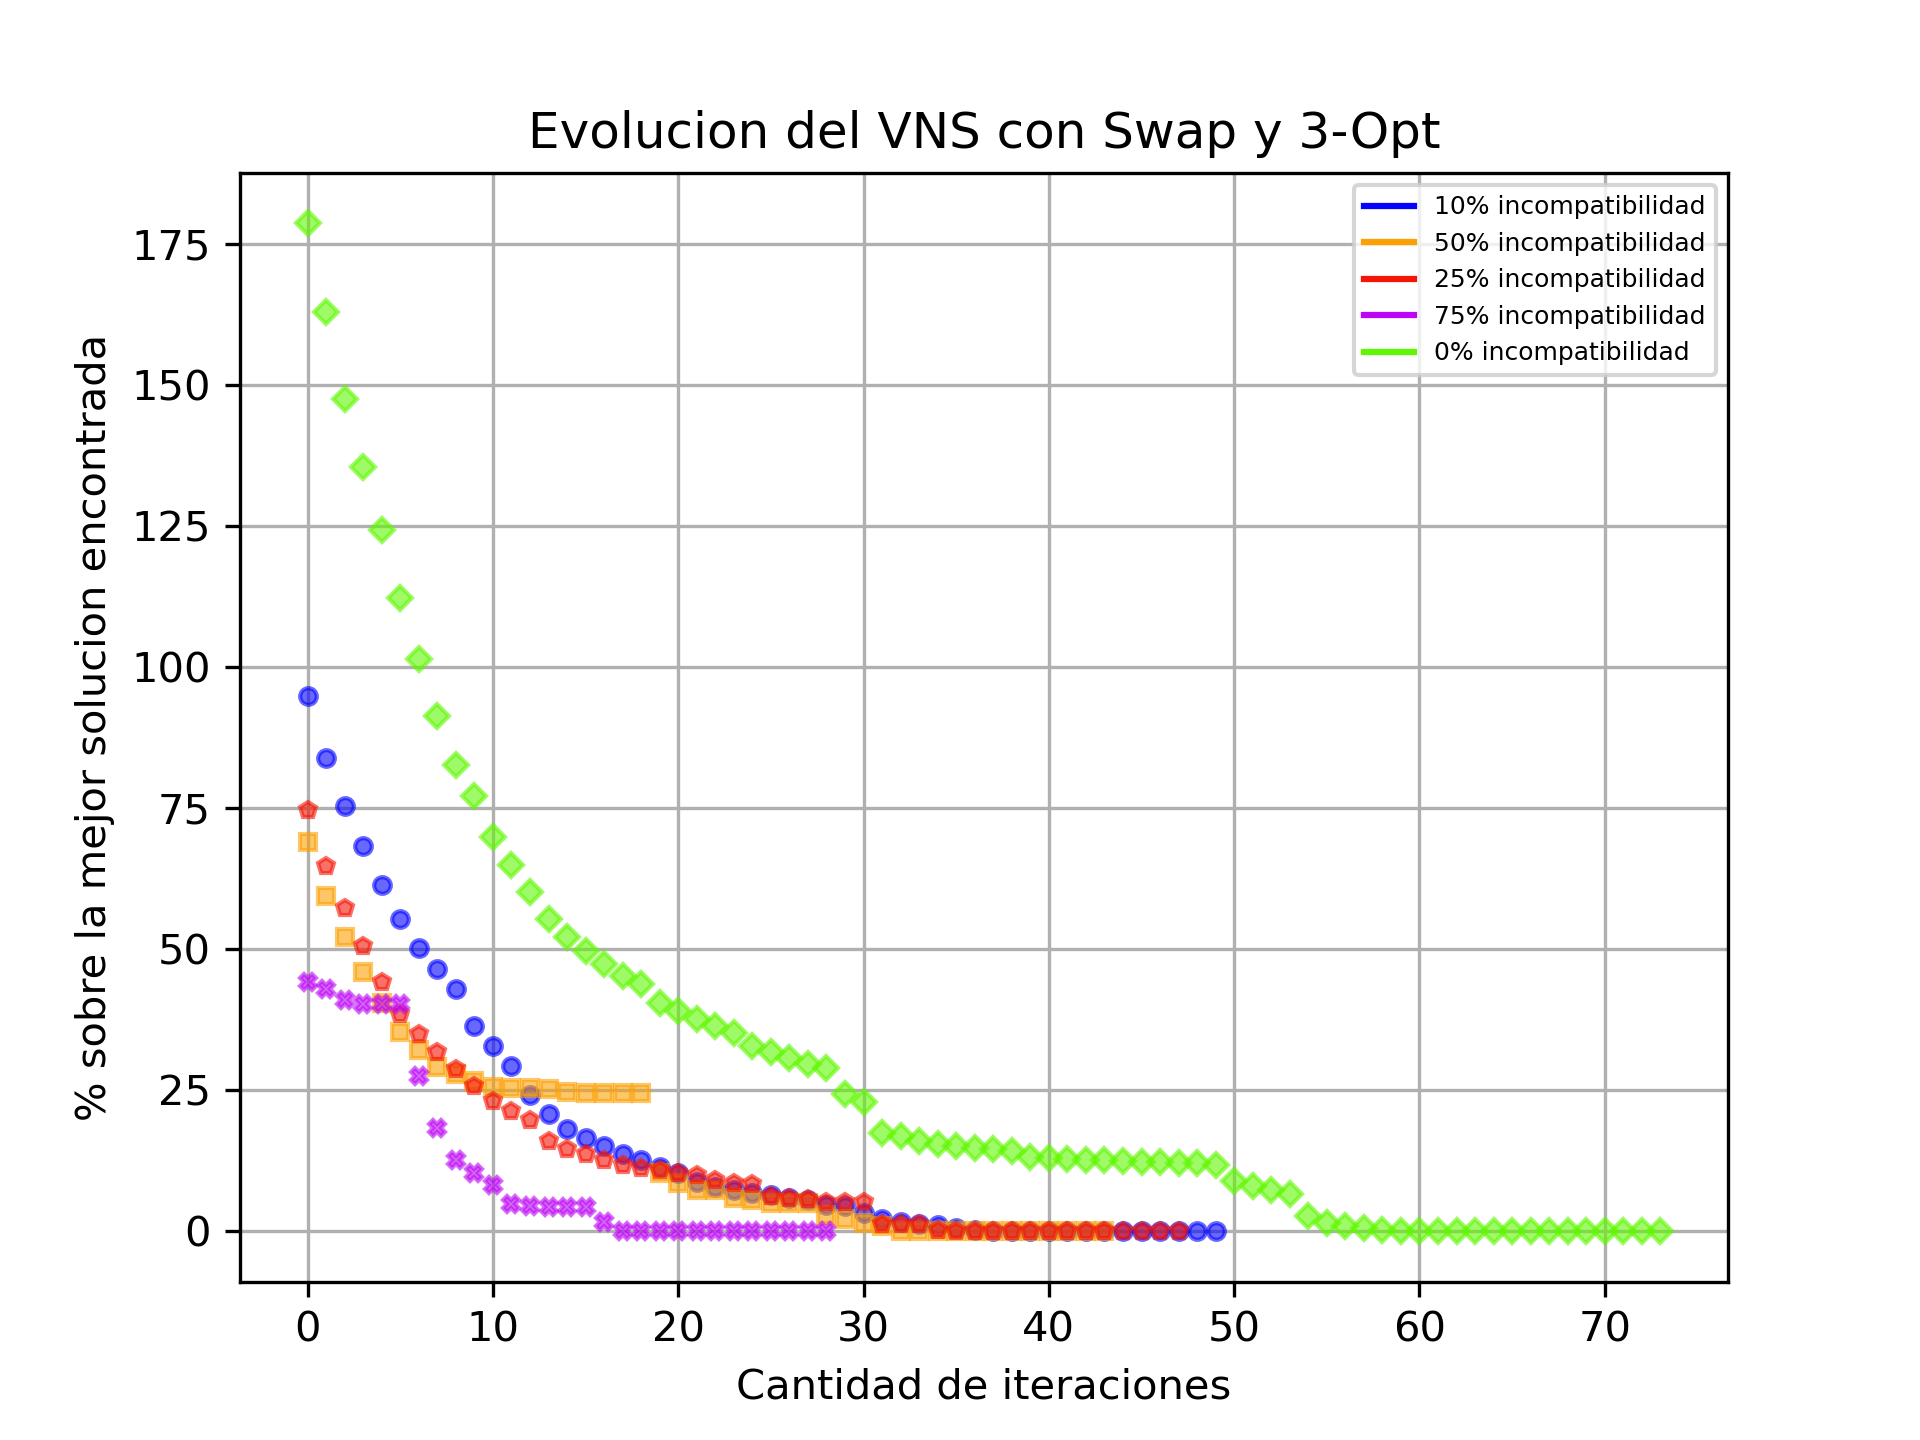 Evolucion del VNS con Swap y 3-Opt
% sobre la mejor solucion encontrada
175
150
125
100
75
50
25
0
10% incompatibilidad
50% incompatibilidad
25% incompatibilidad
75% incompatibilidad
0% incompatibilidad
0 10 20 30 40 50 60 70
Cantidad de iteraciones